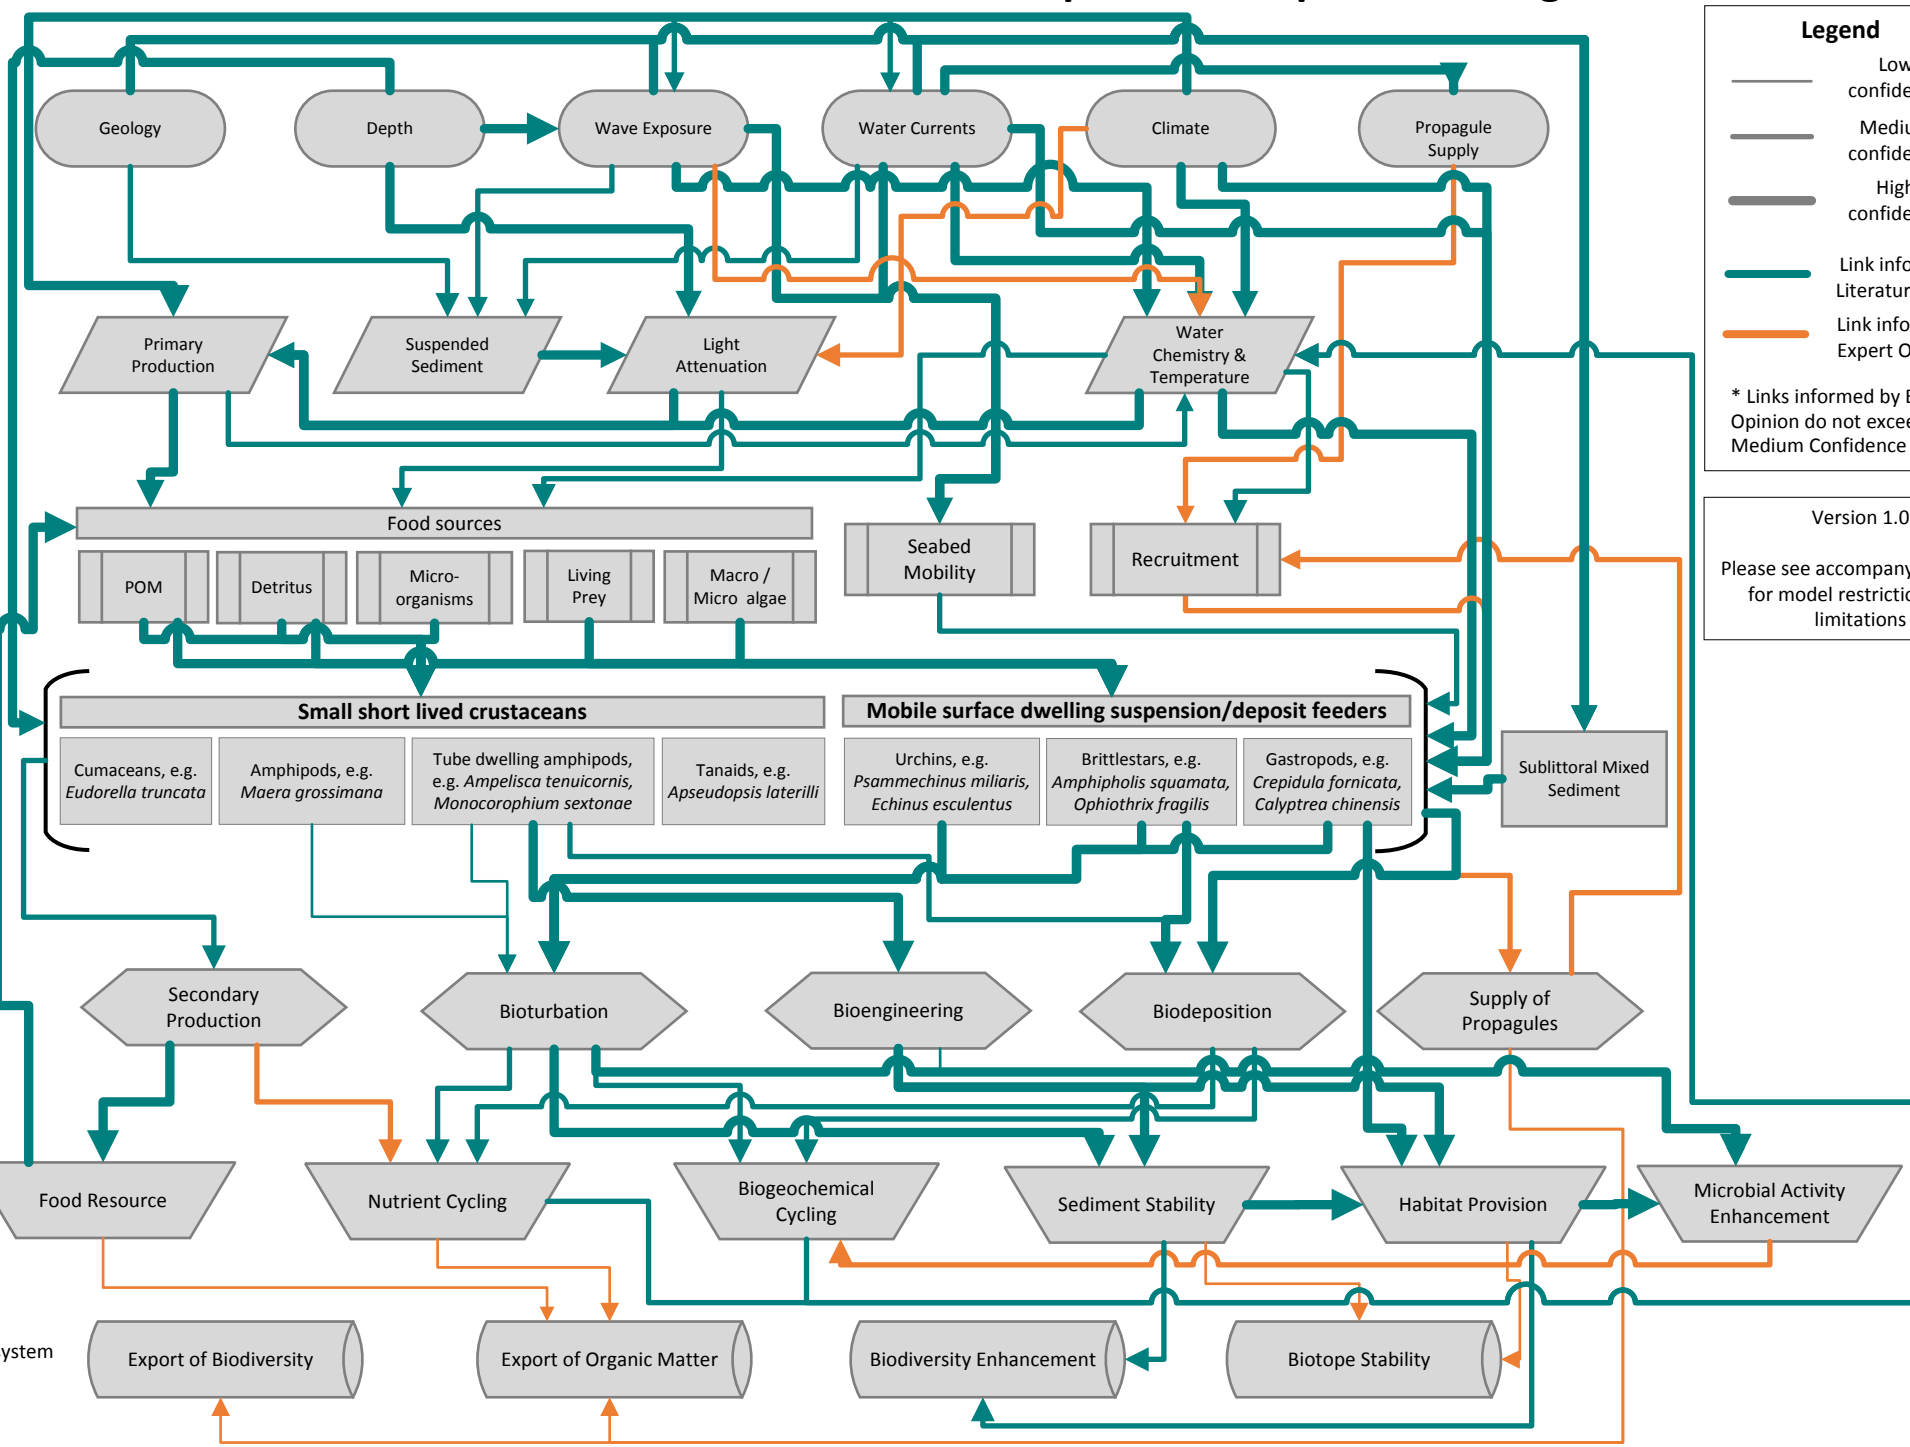 Legend
Low
confide
Mediu
confide
High
confide
Link info
Literatur
Link info
Expert O
* Links informed by E
Opinion do not excee
Medium Confidence
Version 1.0
Please see accompany
for model restrictio
limitations
Geology
Depth
Wave Exposure
Water Currents
Climate
Propagule
Supply
Primary
Production
Suspended
Sediment
Light
Attenuation
Water
Chemistry &
Temperature
Food sources
POM
Detritus
Micro-
organisms
Living
Prey
Macro /
Micro algae
Seabed
Mobility
Recruitment
Small short lived crustaceans
Mobile surface dwelling suspension/deposit feeders
Cumaceans, e.g.
Eudorella truncata
Amphipods, e.g.
Maera grossimana
Tube dwelling amphipods,
e.g. Ampelisca tenuicornis,
Monocorophium sextonae
Tanaids, e.g.
Apseudopsis laterilli
Urchins, e.g.
Psammechinus miliaris,
Echinus esculentus
Brittlestars, e.g.
Amphipholis squamata,
Ophiothrix fragilis
Gastropods, e.g.
Crepidula fornicata,
Calyptrea chinensis
Sublittoral Mixed
Sediment
Secondary
Production
Bioturbation
Bioengineering
Biodeposition
Supply of
Propagules
Food Resource
Nutrient Cycling
Biogeochemical
Cycling
Sediment Stability
Habitat Provision
Microbial Activity
Enhancement
ystem
Export of Biodiversity
Export of Organic Matter
Biodiversity Enhancement
Biotope Stability